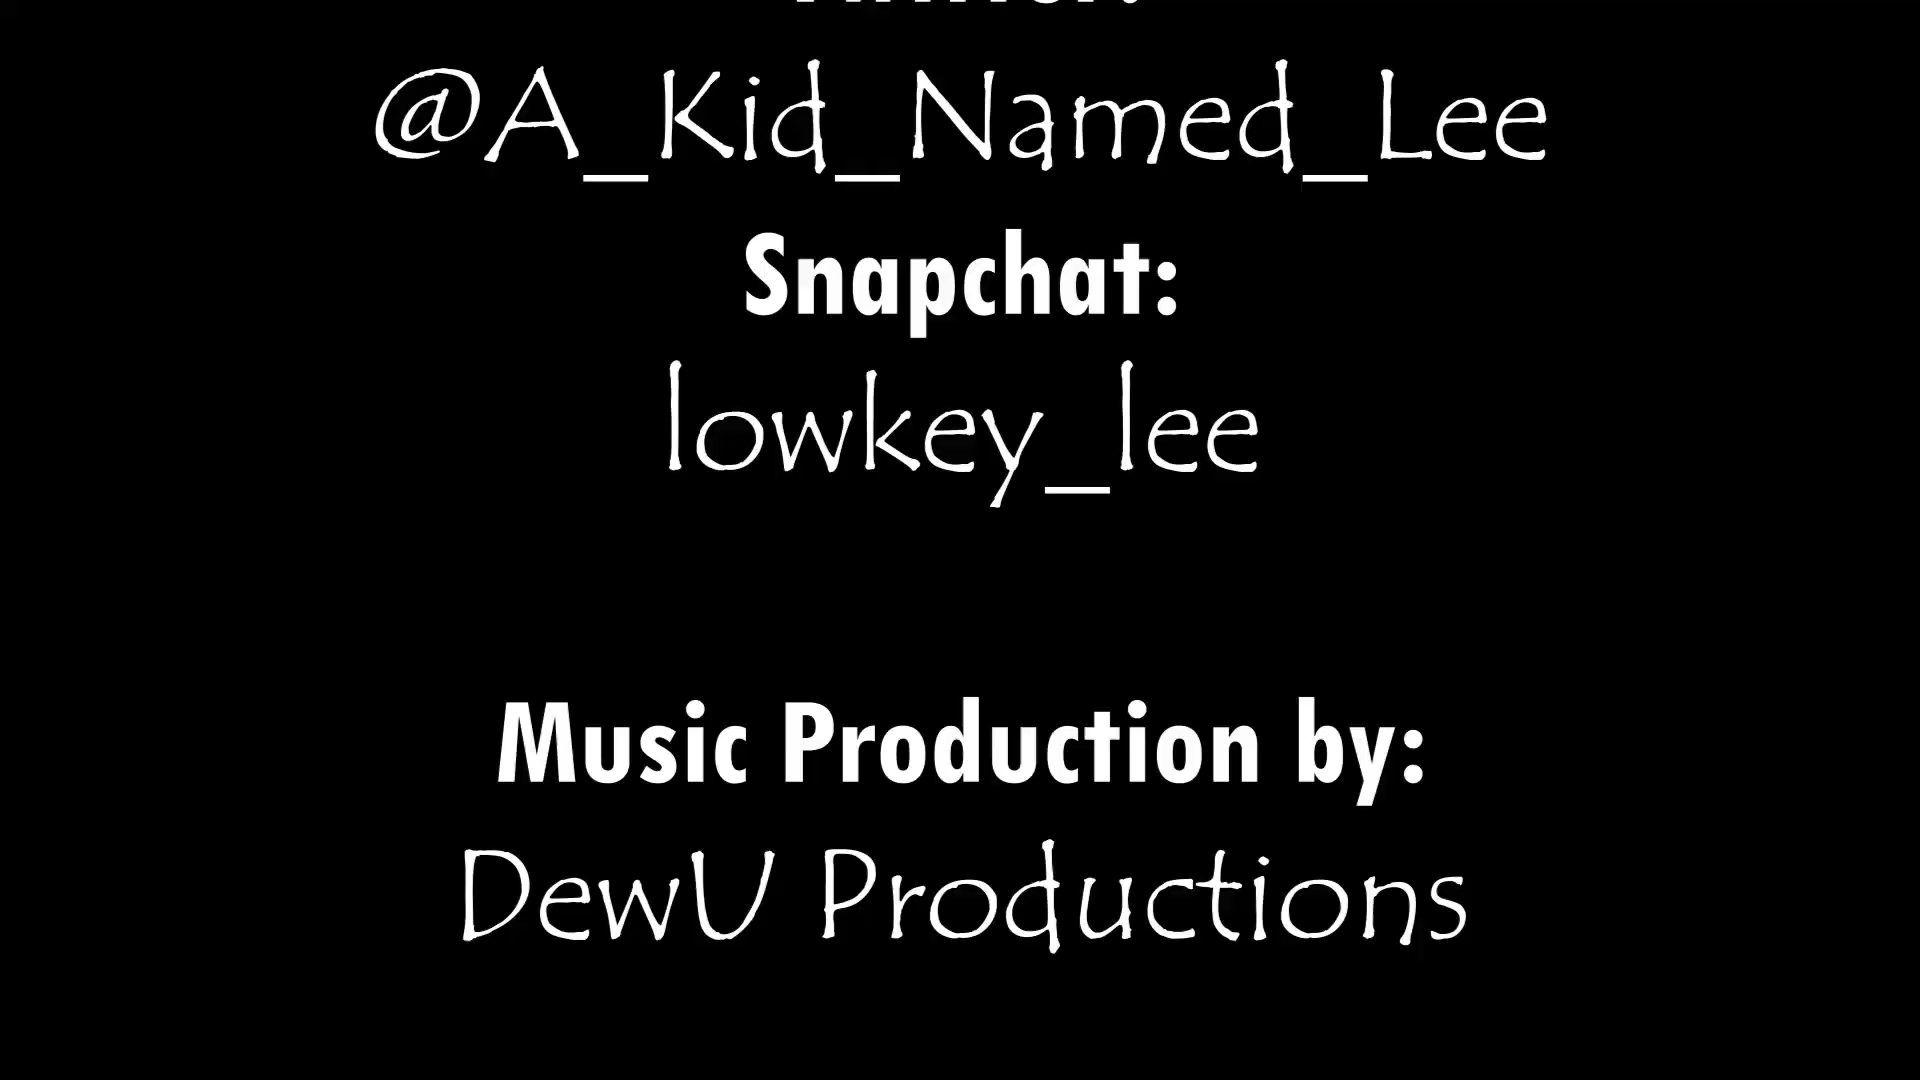 @A_Kid_Named_Lee
Snapchat:
lowkey_lee
Music Production by:
DewU Productions